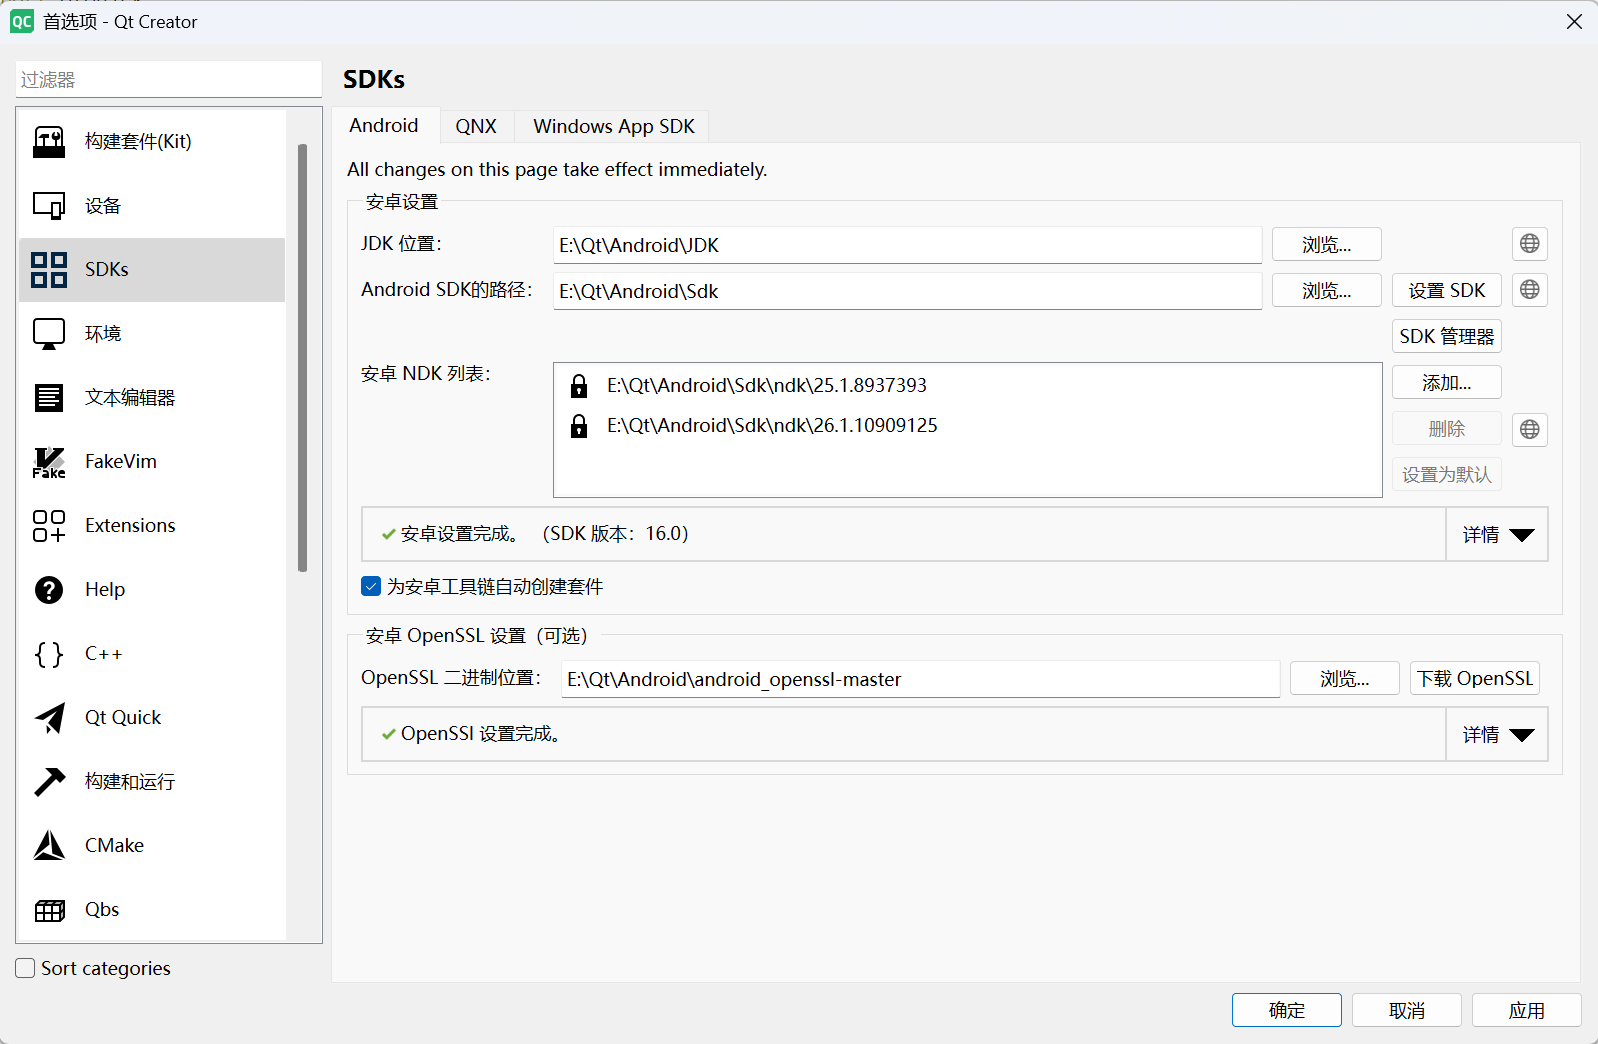 QC 首选项 - Qt Creator
过滤器
构建套件(Kit)
设备
SDKs
环境
文本编辑器
Fake
FakeVim
Extensions
Help
C++
Qt Quick
构建和运行
CMake
Qbs
Sort categories
SDKs
Android QNX Windows App SDK
All changes on this page take effect immediately.
安卓设置
JDK 位置: E:\Qt\Android\JDK 浏览...
Android SDK的路径: E:\Qt\Android\Sdk 浏览... 设置 SDK
SDK 管理器
安卓 NDK 列表:
E:\Qt\Android\Sdk\ndk\25.1.8937393
E:\Qt\Android\Sdk\ndk\26.1.10909125
添加...
删除
设置为默认
安卓设置完成。 （SDK 版本：16.0） 详情
为安卓工具链自动创建套件
安卓 OpenSSL 设置（可选）
OpenSSL 二进制位置: E:\Qt\Android\android_openssl-master 浏览... 下载 OpenSSL
OpenSSl 设置完成。 详情
确定 取消 应用